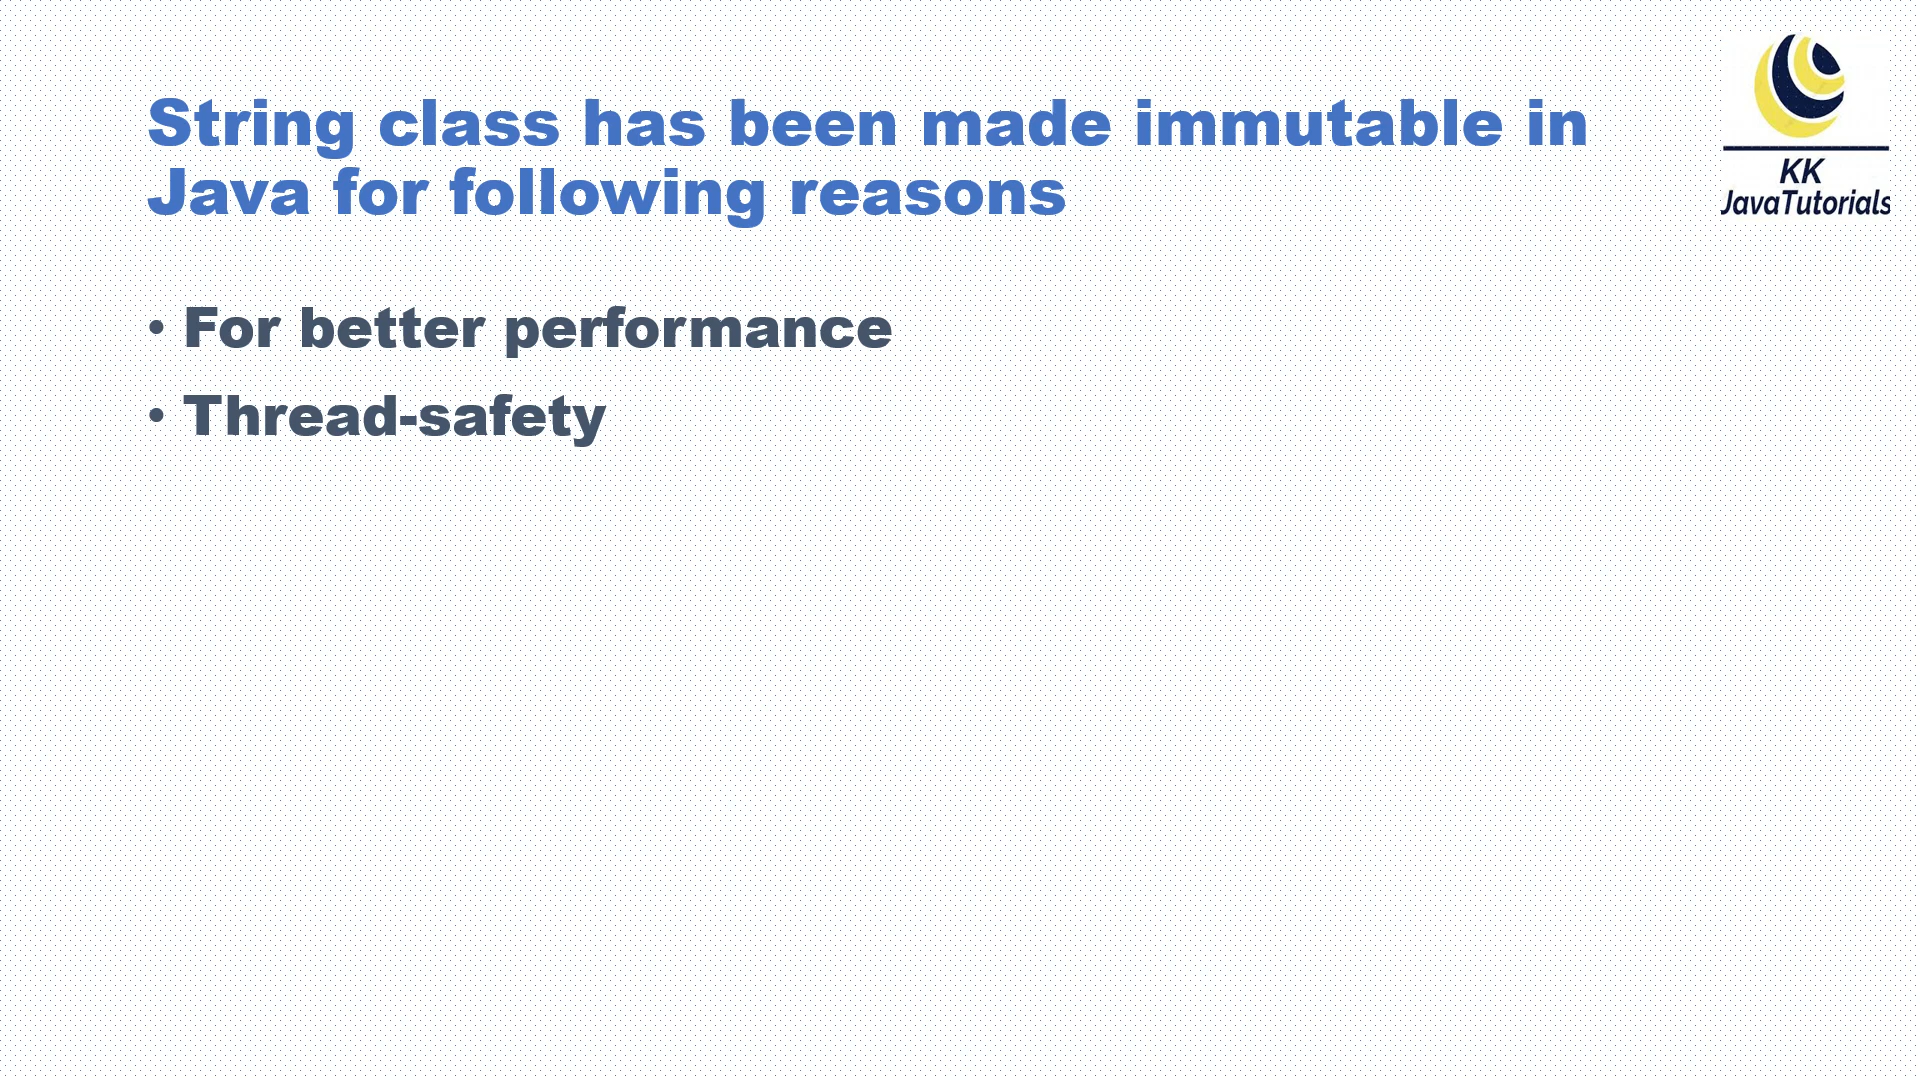 String class has been made immutable in
Java for following reasons
• For better performance
• Thread-safety
KK
JavaTutorials